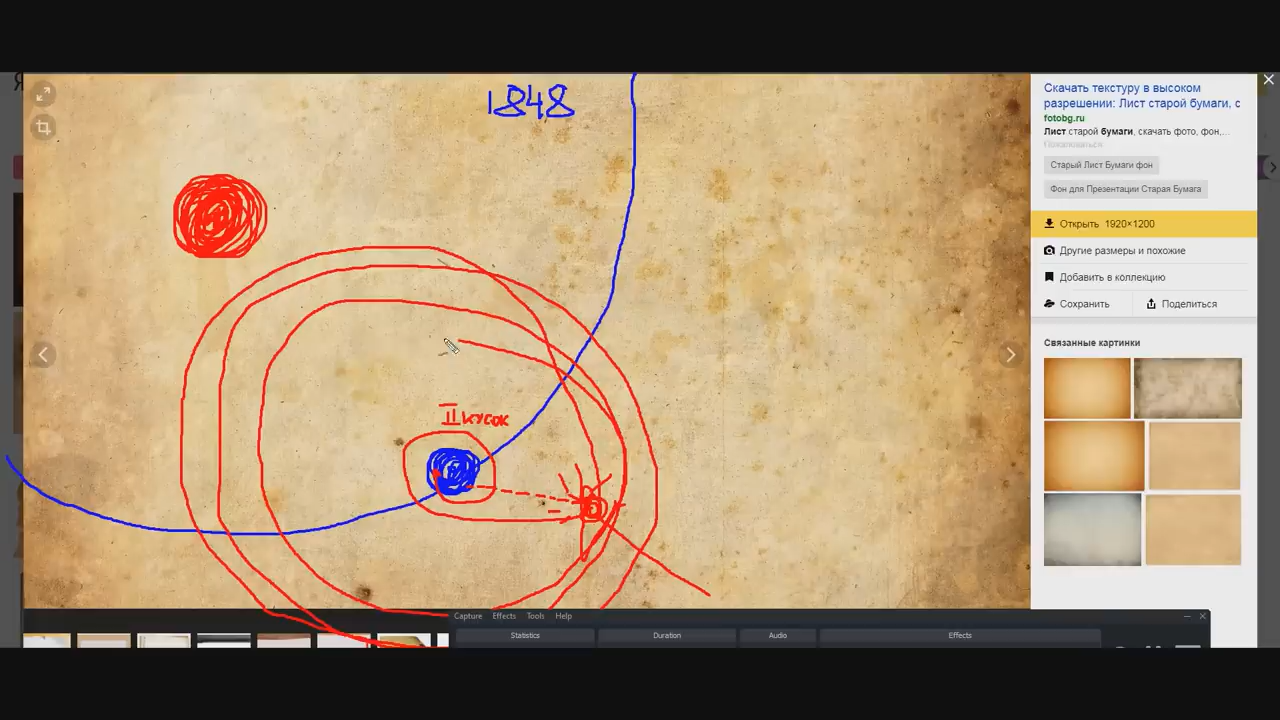 1848
II кусок
Скачать текстуру в высоком
разрешении: Лист старой бумаги, с
fotobg.ru
Лист старой бумаги, скачать фото, фон,...
Пожаловаться
Старый Лист Бумаги фон
Фон для Презентации Старая Бумага
Открыть 1920×1200
Другие размеры и похожие
Добавить в коллекцию
Сохранить Поделиться
Связанные картинки
Capture Effects Tools Help
Statistics Duration Audio Effects